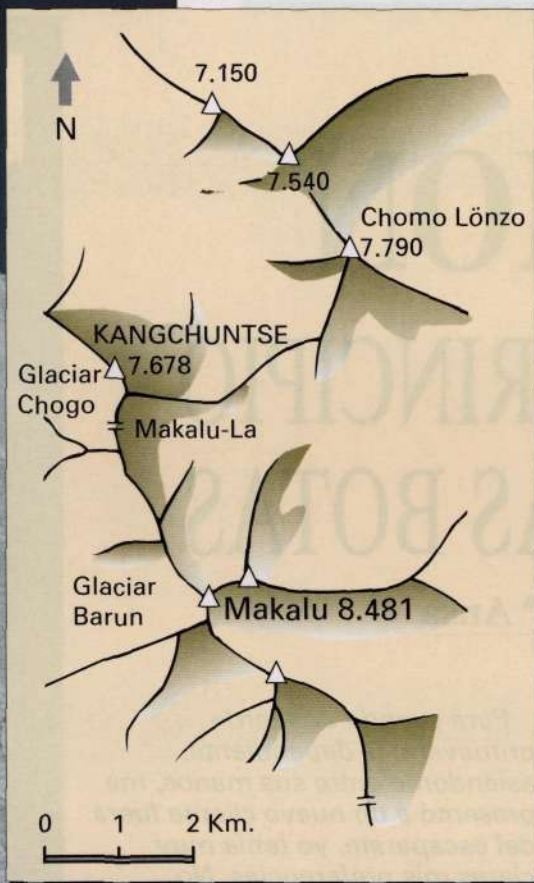 7.150
N
7.540
Chomo Lönzo
7.790
KANGCHUNTSE
7.678
Glaciar
Chogo
Makalu-La
Glaciar
Barun
Makalu 8.481
0 1 2 Km.